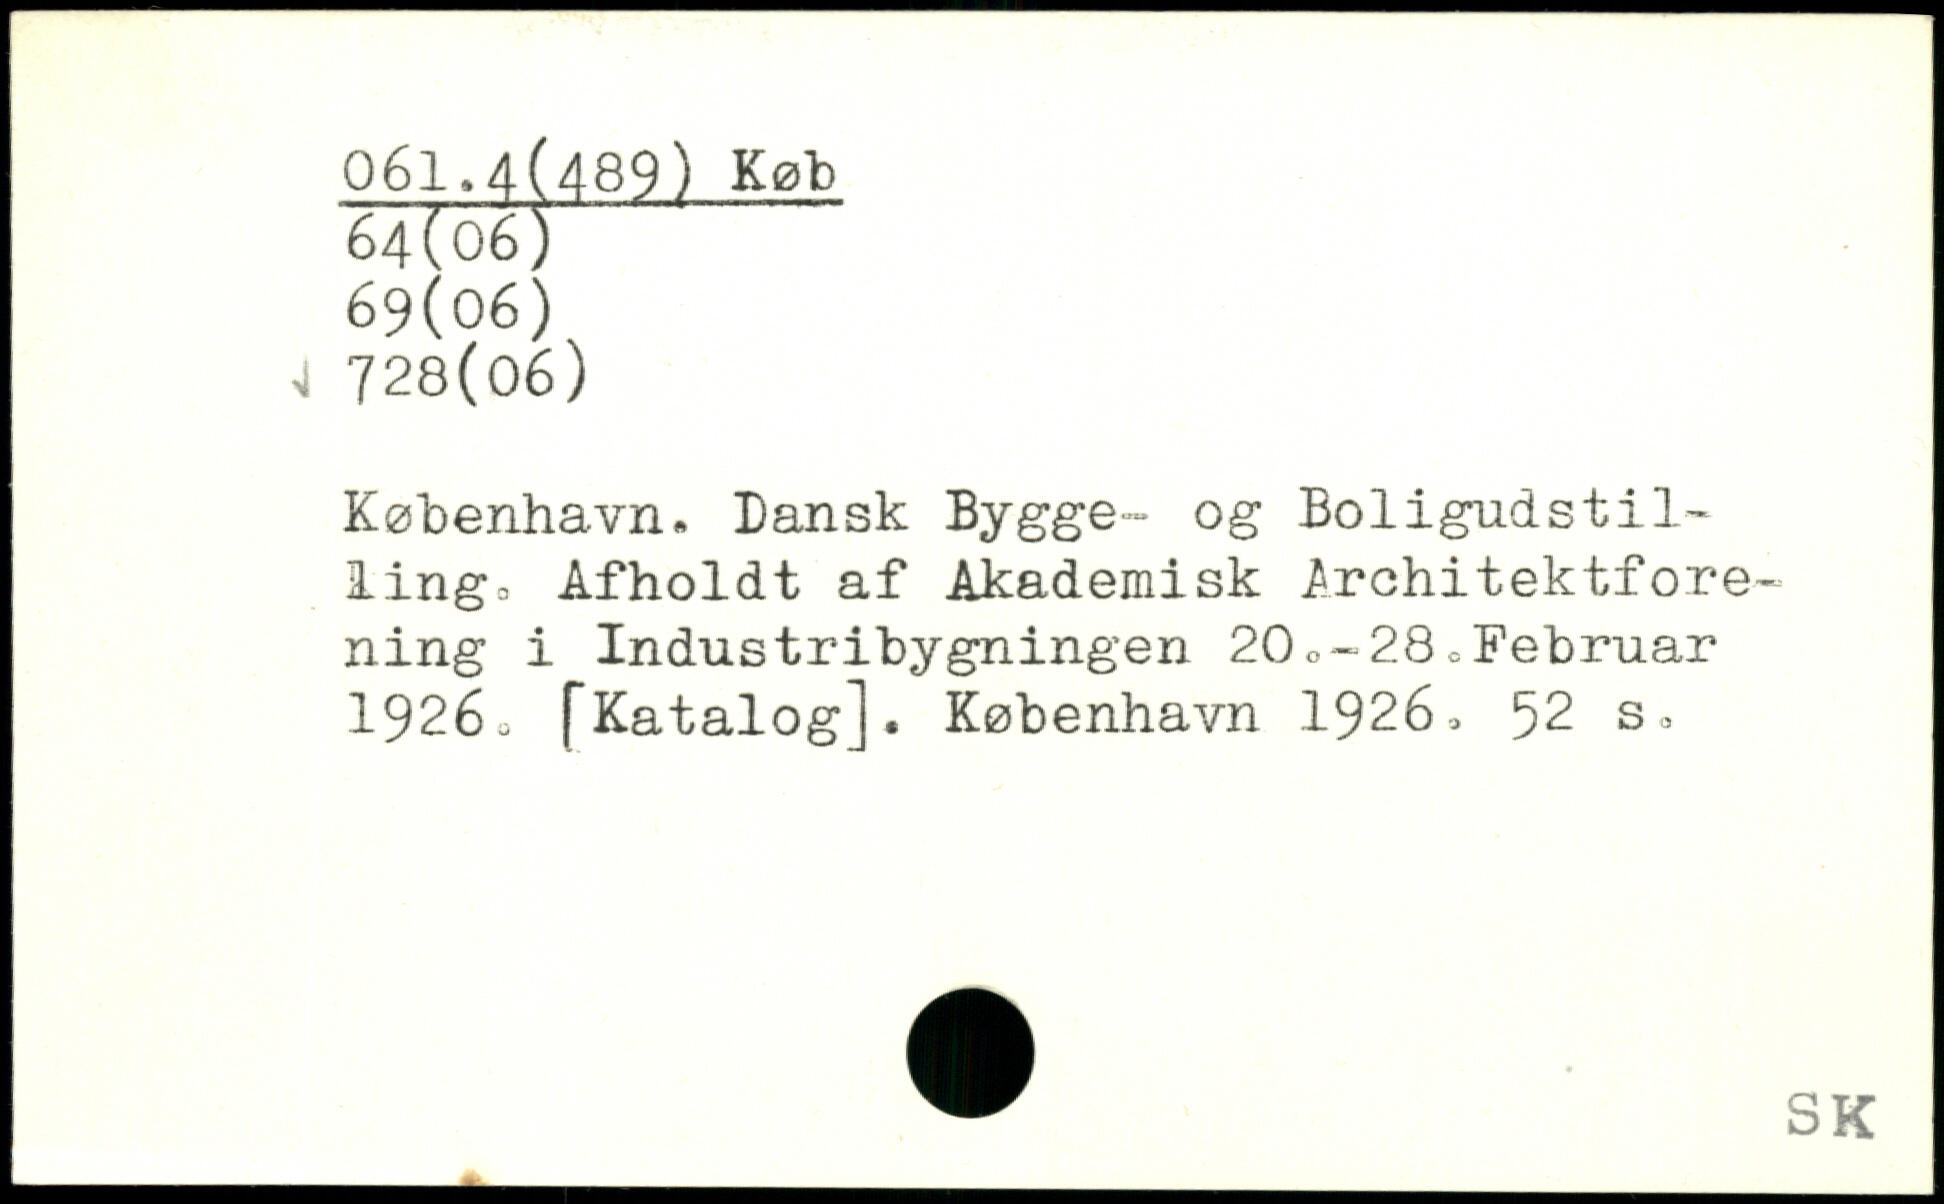 061.4(489) Køb
64(06)
69(06)
728(06)
København. Dansk Bygge- og Boligudstil-
ling. Afholdt af Akademisk Architektfore-
ning i Industribygningen 20.-28.Februar
1926. [Katalog]. København 1926. 52 s.
SK